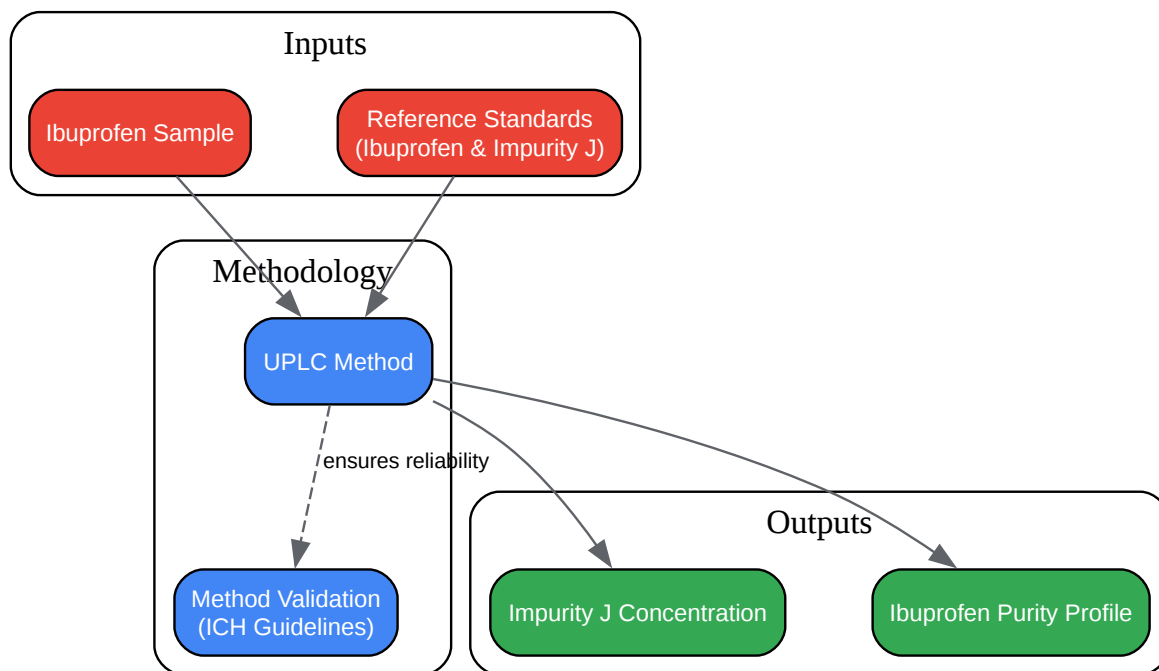 Inputs
Ibuprofen Sample
Reference Standards
(Ibuprofen & Impurity J)
Methodology
UPLC Method
ensures reliability
Method Validation
(ICH Guidelines)
Outputs
Impurity J Concentration
Ibuprofen Purity Profile